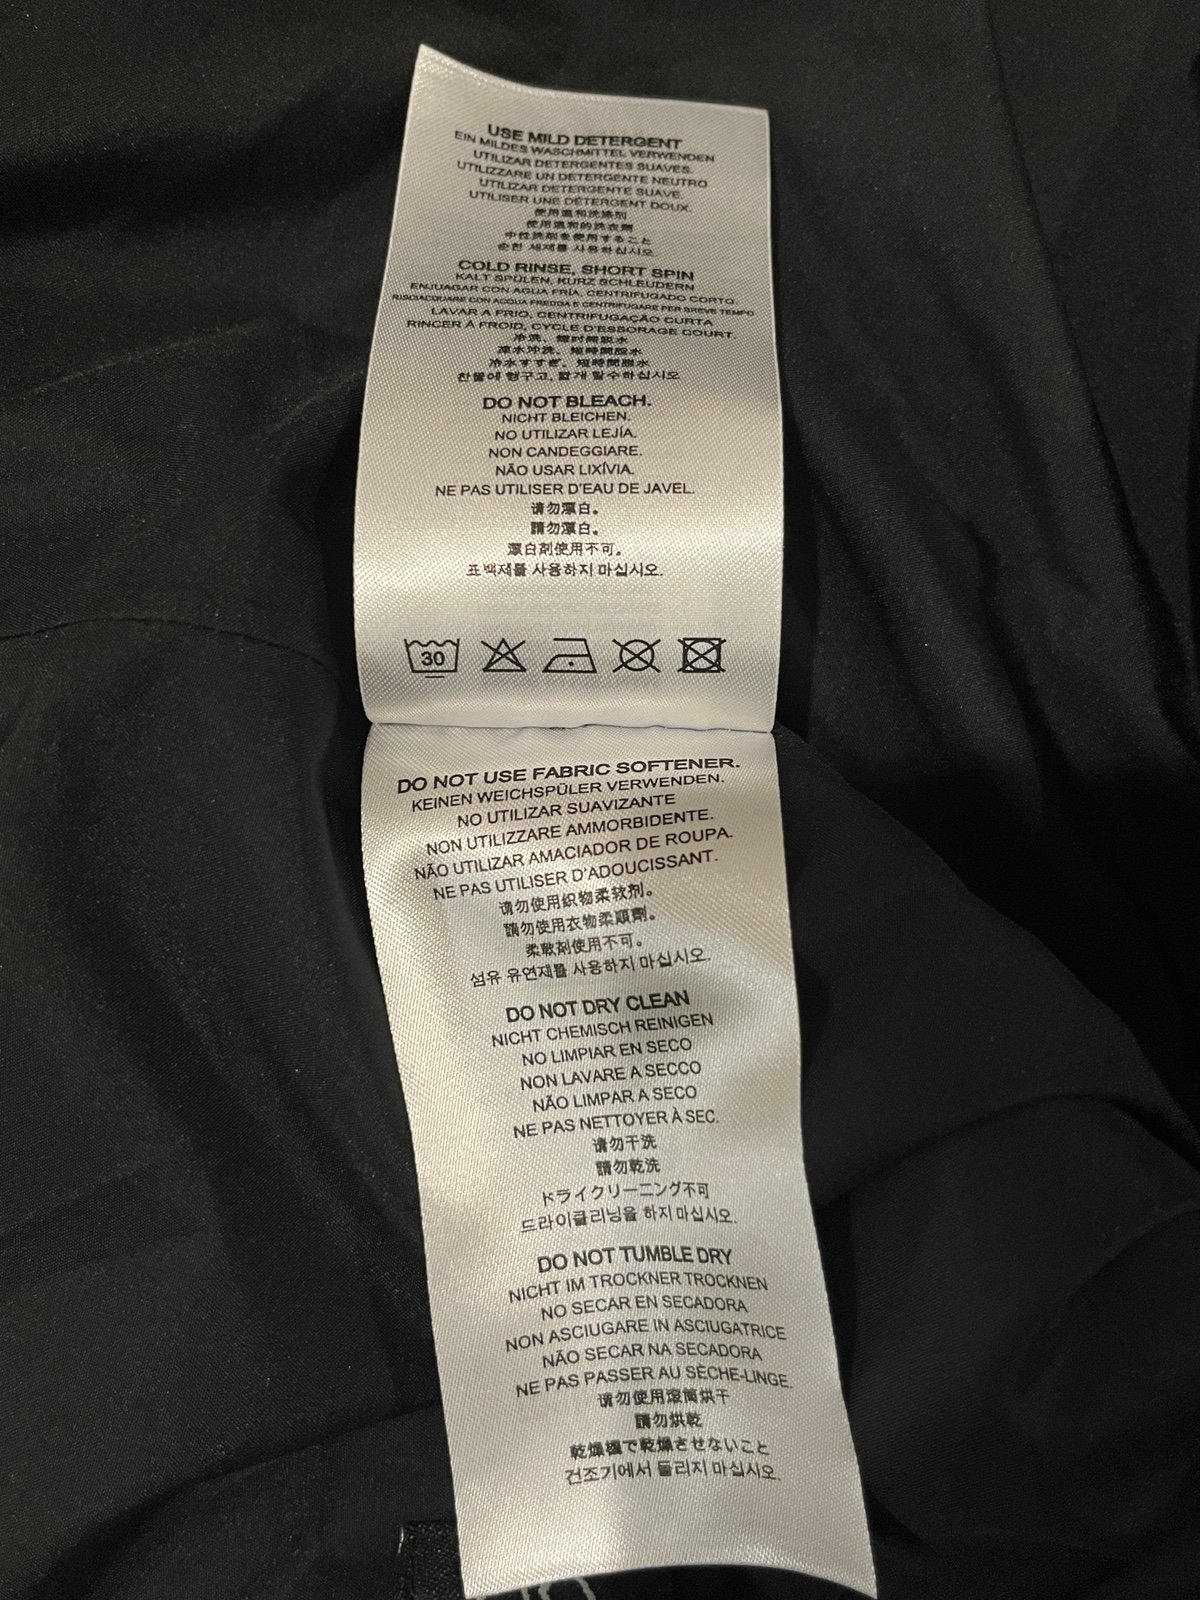 USE MILD DETERGENT
EIN MILDES WASCHMITTEL VERWENDEN
UTILIZAR DETERGENTES SUAVES.
UTILIZZARE UN DETERGENTE NEUTRO
UTILIZAR DETERGENTE SUAVE.
UTILISER UNE DÉTERGENT DOUX.
使用温和洗涤剂
使用溫和的洗衣劑
中性洗剤を使用すること
순한 세제를 사용하십시오
COLD RINSE, SHORT SPIN
KALT SPÜLEN, KURZ SCHLEUDERN
ENJUAGAR CON AGUA FRÍA, CENTRIFUGADO CORTO.
RISCIACQUARE CON ACQUA FREDDA E CENTRIFUGARE PER BREVE TEMPO
LAVAR A FRIO, CENTRIFUGAÇÃO CURTA
RINCER À FROID, CYCLE D'ESSORAGE COURT.
冷洗、短时间脱水
凍水沖洗、短時間脫水
冷水すすぎ、短時間脱水
찬물에 헹구고, 짧게 탈수하십시오
DO NOT BLEACH.
NICHT BLEICHEN.
NO UTILIZAR LEJÍA.
NON CANDEGGIARE.
NÃO USAR LIXÍVIA.
NE PAS UTILISER D'EAU DE JAVEL.
请勿漂白。
請勿漂白。
漂白剤使用不可。
표백제를 사용하지 마십시오.
30
DO NOT USE FABRIC SOFTENER.
KEINEN WEICHSPÜLER VERWENDEN.
NO UTILIZAR SUAVIZANTE
NON UTILIZZARE AMMORBIDENTE.
NÃO UTILIZAR AMACIADOR DE ROUPA.
NE PAS UTILISER D'ADOUCISSANT.
请勿使用织物柔软剂。
請勿使用衣物柔順劑。
柔軟剤使用不可。
섬유 유연제를 사용하지 마십시오.
DO NOT DRY CLEAN
NICHT CHEMISCH REINIGEN
NO LIMPIAR EN SECO
NON LAVARE A SECCO
NÃO LIMPAR A SECO
NE PAS NETTOYER À SEC.
请勿干洗
請勿乾洗
ドライクリーニング不可
드라이클리닝을 하지 마십시오.
DO NOT TUMBLE DRY
NICHT IM TROCKNER TROCKNEN
NO SECAR EN SECADORA
NON ASCIUGARE IN ASCIUGATRICE
NÃO SECAR NA SECADORA
NE PAS PASSER AU SÈCHE-LINGE.
请勿使用滚筒烘干
請勿烘乾
乾燥機で乾燥させないこと
건조기에서 돌리지 마십시오.